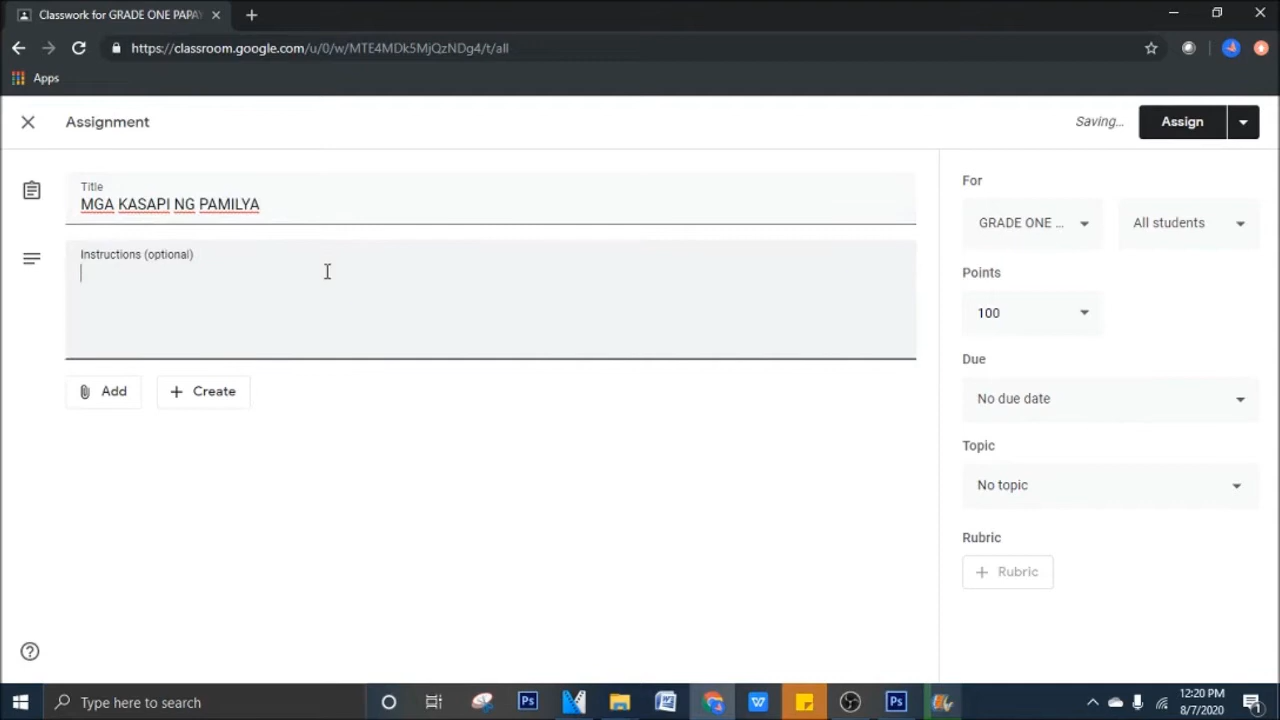 Classwork for GRADE ONE PAPAY
https://classroom.google.com/u/0/w/MTE4MDk5MjQzNDg4/t/all
Apps
Assignment
Saving...
Assign
Title
MGA KASAPI NG PAMILYA
Instructions (optional)
Add
Create
For
GRADE ONE ...
All students
Points
100
Due
No due date
Topic
No topic
Rubric
Rubric
Type here to search
12:20 PM
8/7/2020